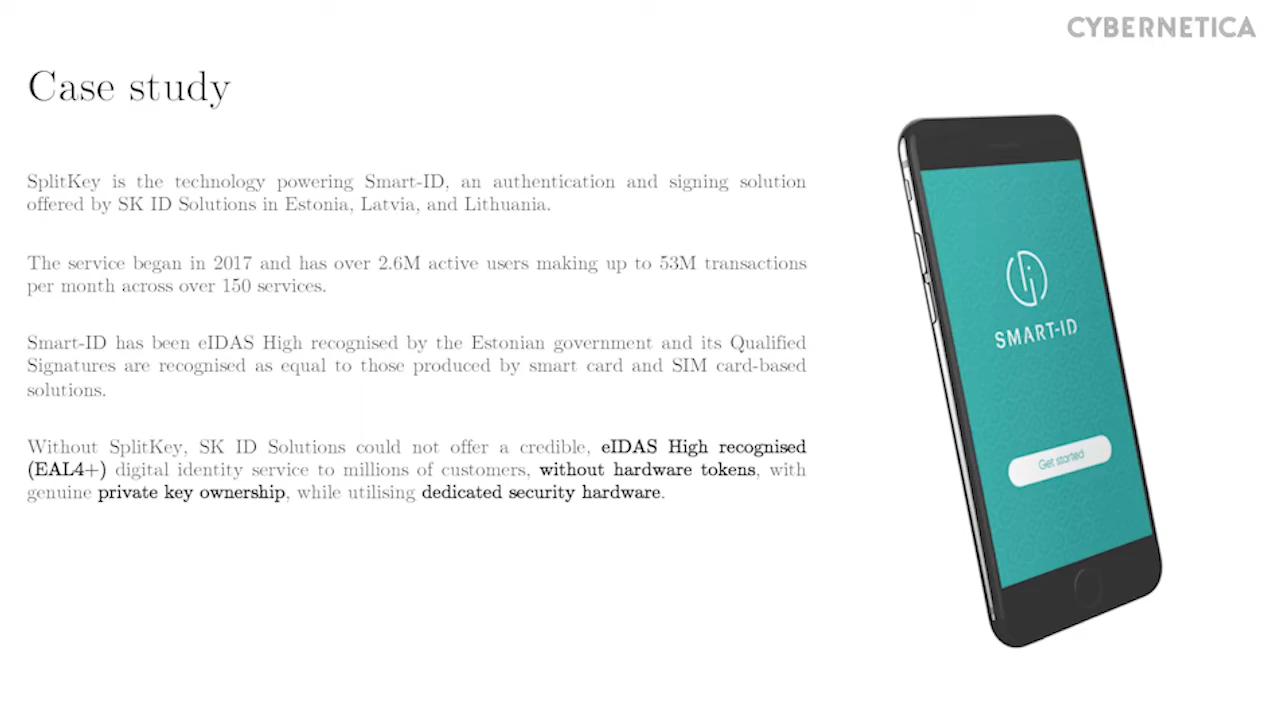 CYBERNETICA
Case study
SplitKey is the technology powering Smart-ID, an authentication and signing solution
offered by SK ID Solutions in Estonia, Latvia, and Lithuania.
The service began in 2017 and has over 2.6M active users making up to 53M transactions
per month across over 150 services.
Smart-ID has been eIDAS High recognised by the Estonian government and its Qualified
Signatures are recognised as equal to those produced by smart card and SIM card-based
solutions.
Without SplitKey, SK ID Solutions could not offer a credible, eIDAS High recognised
(EAL4+) digital identity service to millions of customers, without hardware tokens, with
genuine private key ownership, while utilising dedicated security hardware.
SMART-ID
Get started